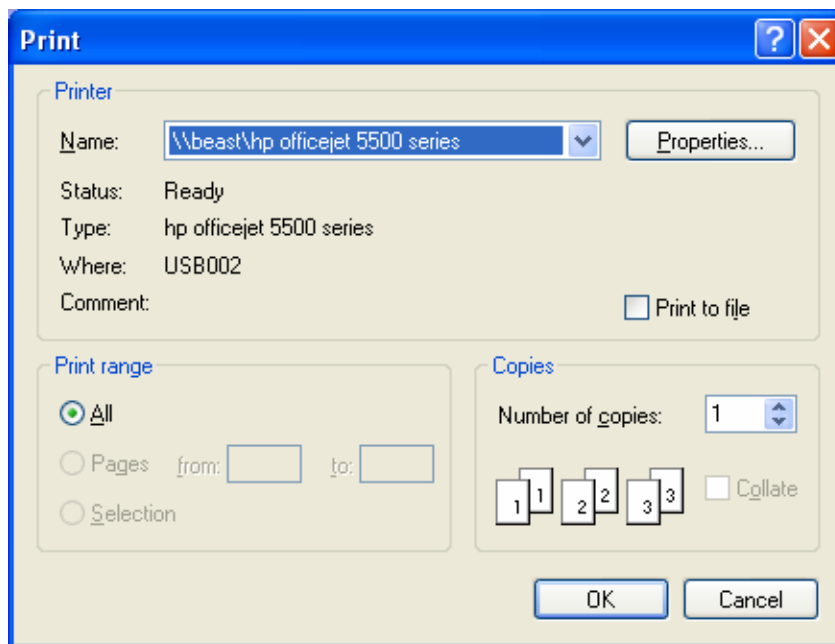 Print
Printer
Name: \\beast\hp officejet 5500 series Properties...
Status: Ready
Type: hp officejet 5500 series
Where: USB002
Comment: Print to file
Print range
All
Pages from: to:
Selection
Copies
Number of copies: 1
1 1 2 2 3 3 Collate
OK Cancel